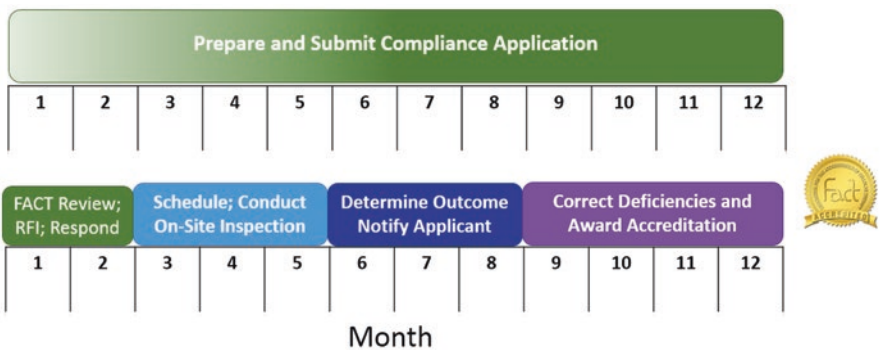 Prepare and Submit Compliance Application
1 2 3 4 5 6 7 8 9 10 11 12
FACT Review;
RFI; Respond
Schedule; Conduct
On-Site Inspection
Determine Outcome
Notify Applicant
Correct Deficiencies and
Award Accreditation
Fact
ACCREDITED
1 2 3 4 5 6 7 8 9 10 11 12
Month